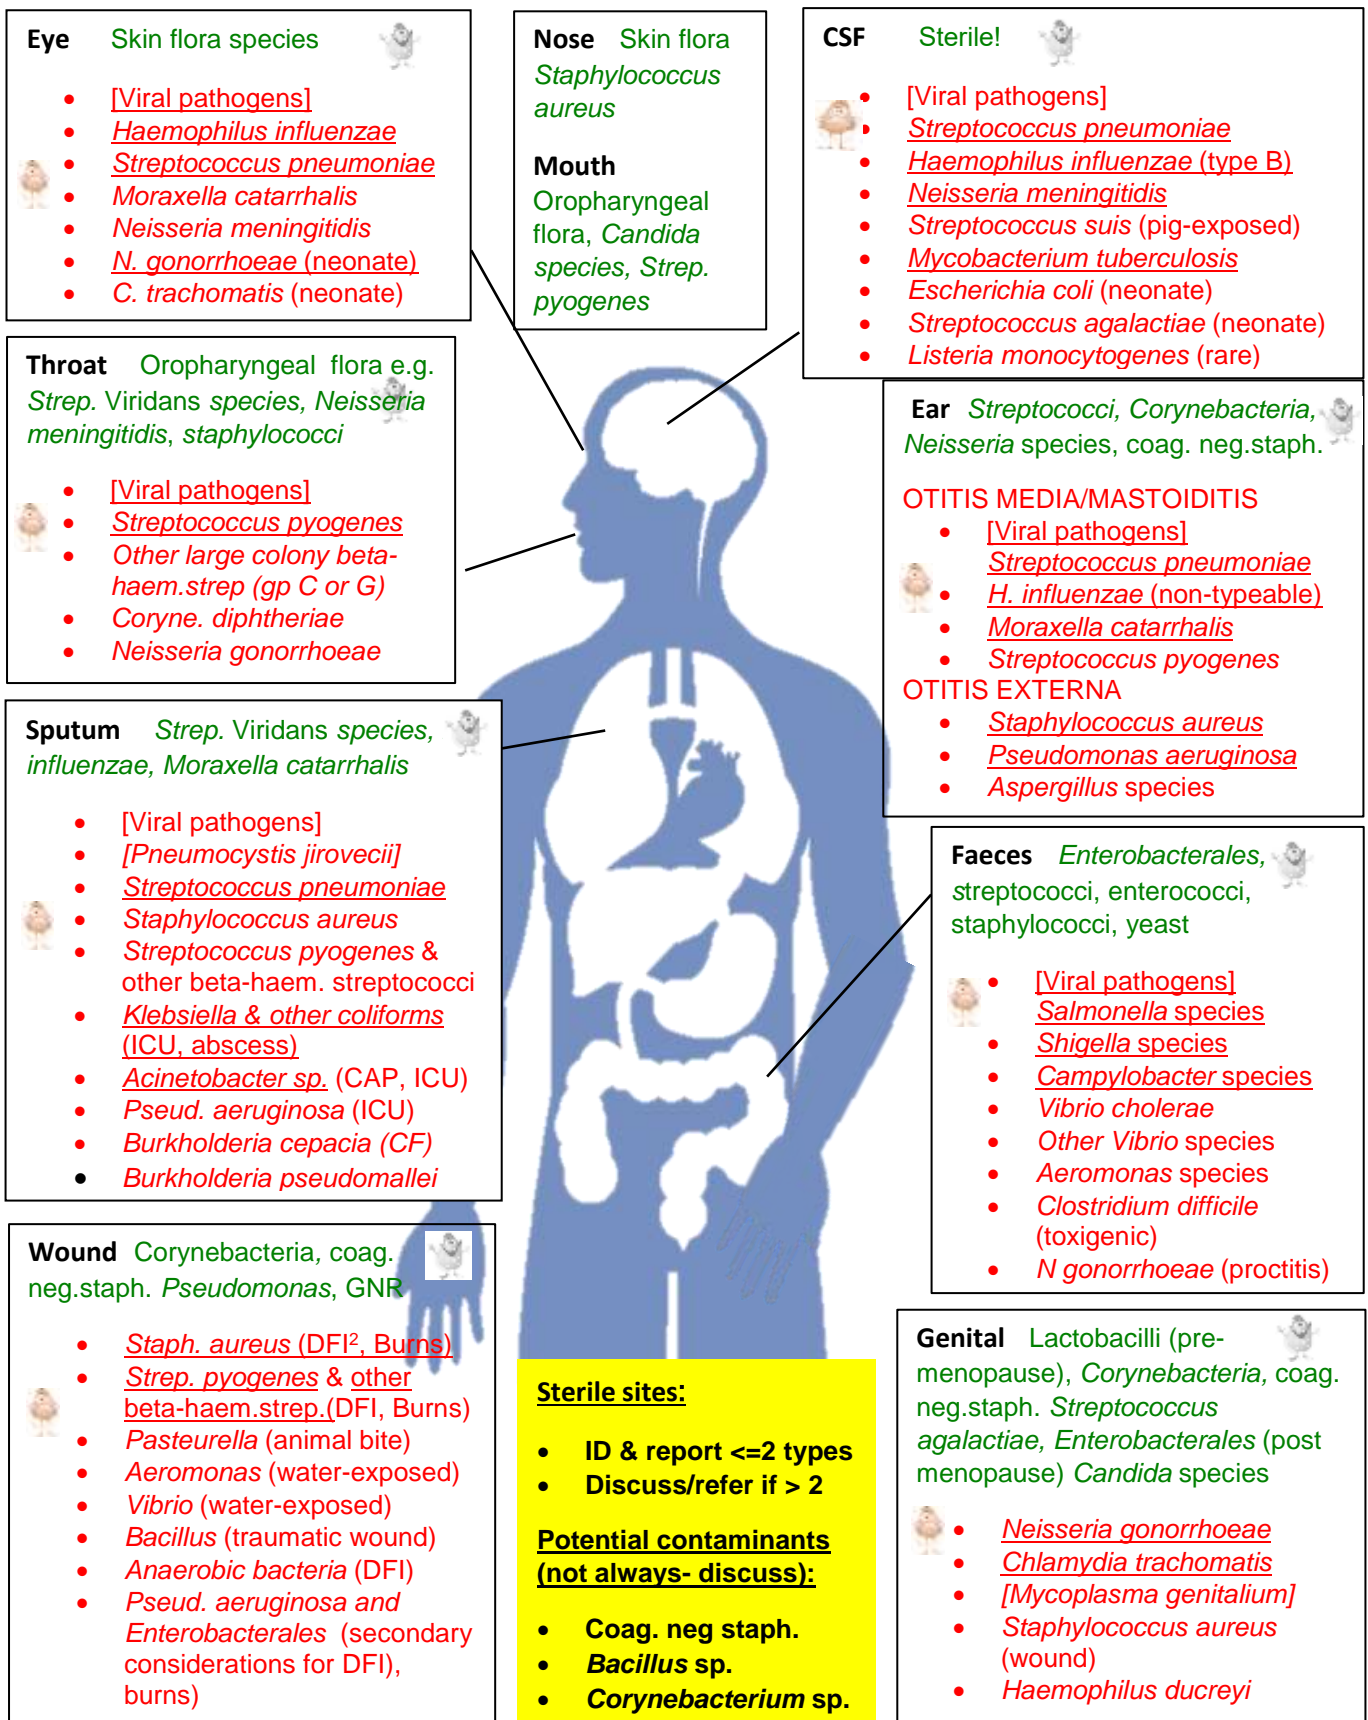 Eye Skin flora species
• [Viral pathogens]
• Haemophilus influenzae
• Streptococcus pneumoniae
• Moraxella catarrhalis
• Neisseria meningitidis
• N. gonorrhoeae (neonate)
• C. trachomatis (neonate)
Nose Skin flora
Staphylococcus
aureus
Mouth
Oropharyngeal
flora, Candida
species, Strep.
pyogenes
CSF Sterile!
• [Viral pathogens]
• Streptococcus pneumoniae
• Haemophilus influenzae (type B)
• Neisseria meningitidis
• Streptococcus suis (pig-exposed)
• Mycobacterium tuberculosis
• Escherichia coli (neonate)
• Streptococcus agalactiae (neonate)
• Listeria monocytogenes (rare)
Throat Oropharyngeal flora e.g.
Strep. Viridans species, Neisseria
meningitidis, staphylococci
• [Viral pathogens]
• Streptococcus pyogenes
• Other large colony beta-
haem.strep (gp C or G)
• Coryne. diphtheriae
• Neisseria gonorrhoeae
Ear Streptococci, Corynebacteria,
Neisseria species, coag. neg.staph.
OTITIS MEDIA/MASTOIDITIS
• [Viral pathogens]
Streptococcus pneumoniae
• H. influenzae (non-typeable)
• Moraxella catarrhalis
• Streptococcus pyogenes
OTITIS EXTERNA
• Staphylococcus aureus
• Pseudomonas aeruginosa
• Aspergillus species
Sputum Strep. Viridans species,
influenzae, Moraxella catarrhalis
• [Viral pathogens]
• [Pneumocystis jirovecii]
• Streptococcus pneumoniae
• Staphylococcus aureus
• Streptococcus pyogenes &
other beta-haem. streptococci
• Klebsiella & other coliforms
(ICU, abscess)
• Acinetobacter sp. (CAP, ICU)
• Pseud. aeruginosa (ICU)
• Burkholderia cepacia (CF)
• Burkholderia pseudomallei
Faeces Enterobacterales,
streptococci, enterococci,
staphylococci, yeast
• [Viral pathogens]
Salmonella species
• Shigella species
• Campylobacter species
• Vibrio cholerae
• Other Vibrio species
• Aeromonas species
• Clostridium difficile
(toxigenic)
• N gonorrhoeae (proctitis)
Wound Corynebacteria, coag.
neg.staph. Pseudomonas, GNR
• Staph. aureus (DFI², Burns)
• Strep. pyogenes & other
beta-haem.strep.(DFI, Burns)
• Pasteurella (animal bite)
• Aeromonas (water-exposed)
• Vibrio (water-exposed)
• Bacillus (traumatic wound)
• Anaerobic bacteria (DFI)
• Pseud. aeruginosa and
Enterobacterales (secondary
considerations for DFI),
burns)
Sterile sites:
• ID & report <=2 types
• Discuss/refer if > 2
Potential contaminants
(not always- discuss):
• Coag. neg staph.
• Bacillus sp.
• Corynebacterium sp.
Genital Lactobacilli (pre-
menopause), Corynebacteria, coag.
neg.staph. Streptococcus
agalactiae, Enterobacterales (post
menopause) Candida species
• Neisseria gonorrhoeae
• Chlamydia trachomatis
• [Mycoplasma genitalium]
• Staphylococcus aureus
(wound)
• Haemophilus ducreyi